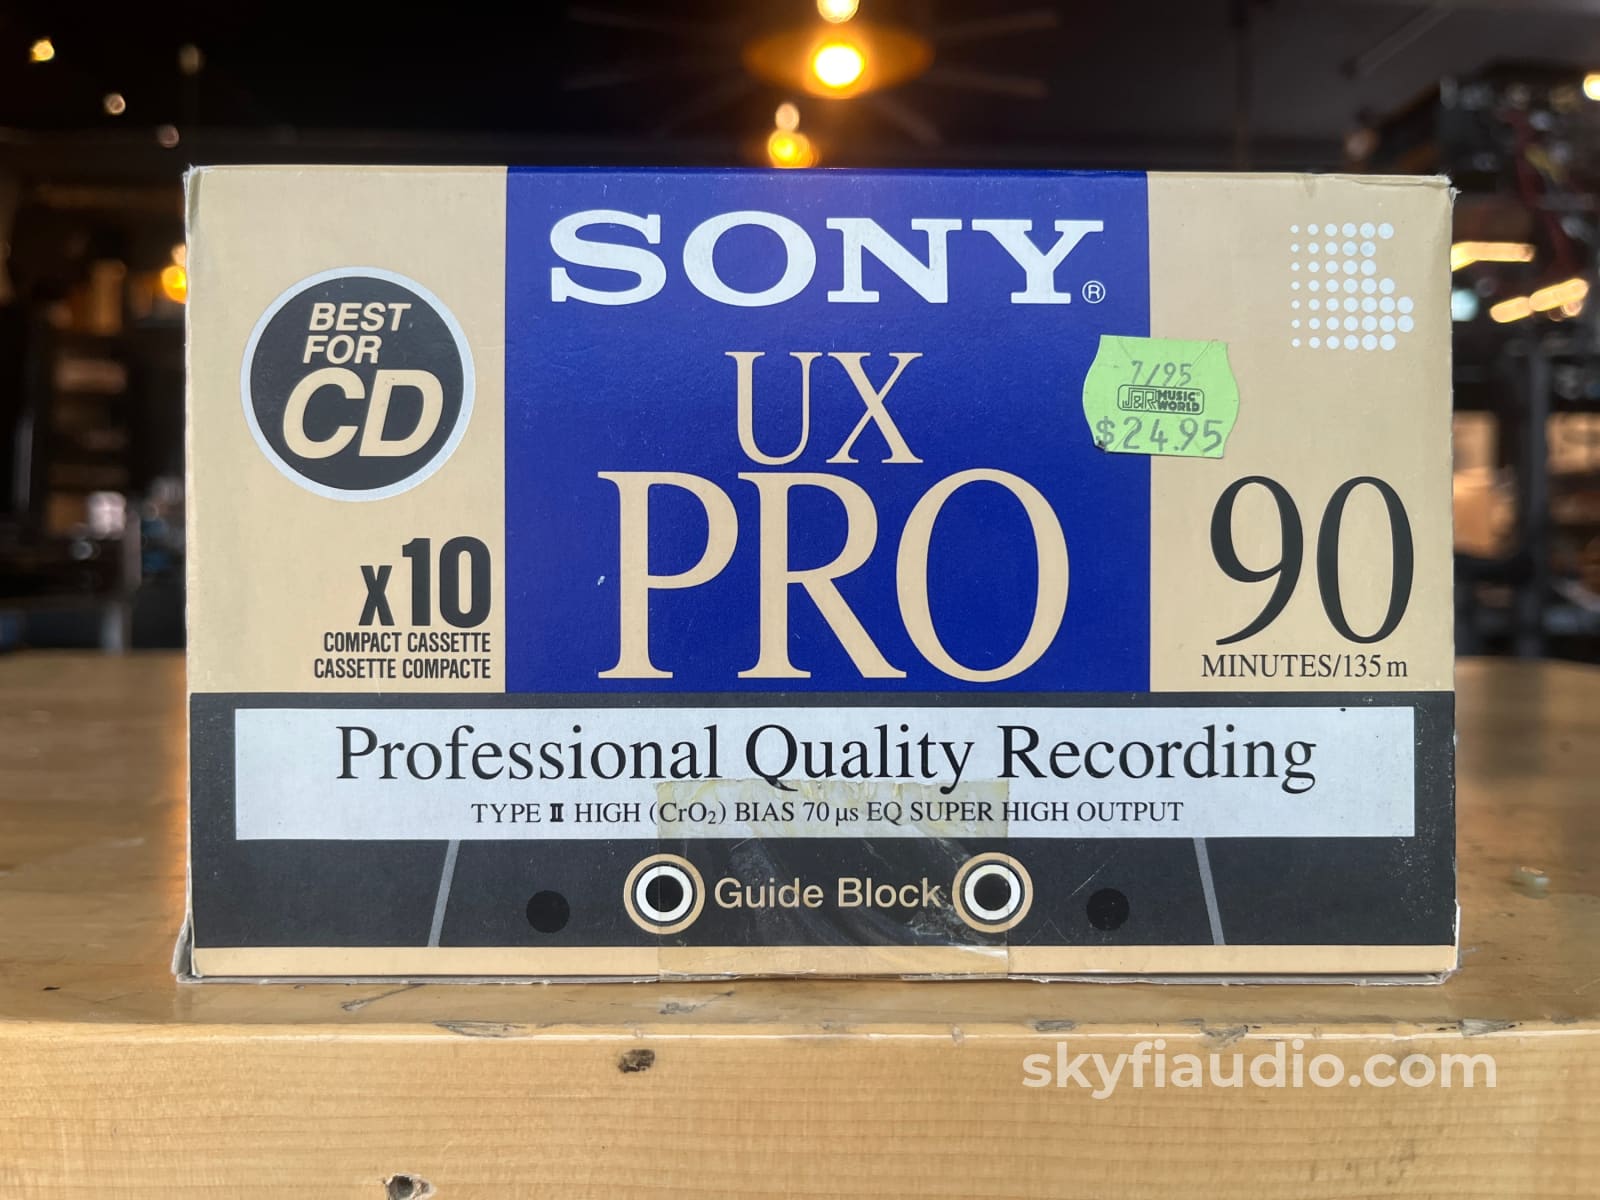 SONY®
BEST
FOR
CD
UX
PRO
7/95
J&R MUSIC WORLD
$24.95
x10
COMPACT CASSETTE
CASSETTE COMPACTE
90
MINUTES/135 m
Professional Quality Recording
TYPE II HIGH (CrO₂) BIAS 70 µs EQ SUPER HIGH OUTPUT
Guide Block
skyfiaudio.com